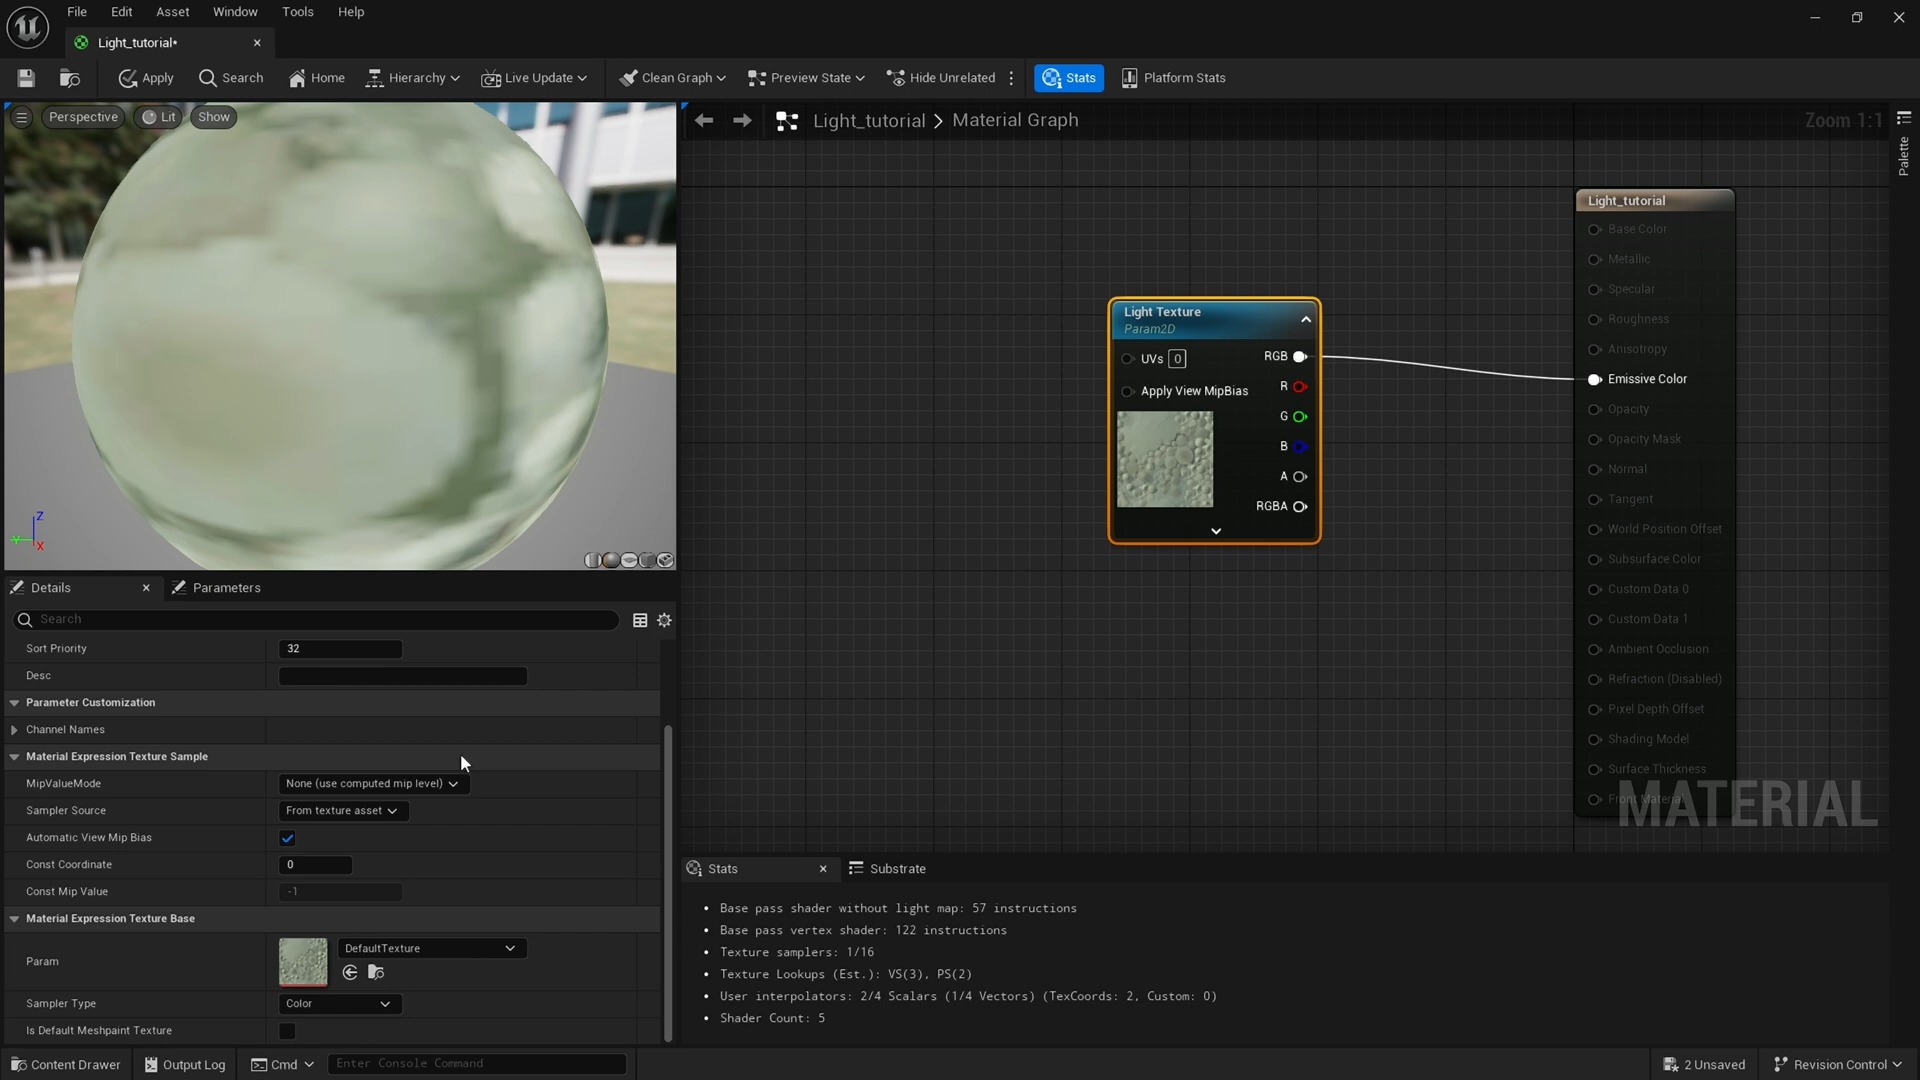 File Edit Asset Window Tools Help
Light_tutorial*
Apply Search Home Hierarchy Live Update Clean Graph Preview State Hide Unrelated Stats Platform Stats
Perspective Lit Show
Z
Y
X
Light_tutorial > Material Graph
Zoom 1:1
Palette
Light Texture
Param2D
UVs 0
RGB
Apply View MipBias
R
G
B
A
RGBA
Light_tutorial
Base Color
Metallic
Specular
Roughness
Anisotropy
Emissive Color
Opacity
Opacity Mask
Normal
Tangent
World Position Offset
Subsurface Color
Custom Data 0
Custom Data 1
Ambient Occlusion
Refraction (Disabled)
Pixel Depth Offset
Shading Model
Surface Thickness
Front Material
MATERIAL
Details Parameters
Search
Sort Priority 32
Desc
Parameter Customization
Channel Names
Material Expression Texture Sample
MipValueMode None (use computed mip level)
Sampler Source From texture asset
Automatic View Mip Bias
Const Coordinate 0
Const Mip Value -1
Material Expression Texture Base
Param DefaultTexture
Sampler Type Color
Is Default Meshpaint Texture
Stats Substrate
• Base pass shader without light map: 57 instructions
• Base pass vertex shader: 122 instructions
• Texture samplers: 1/16
• Texture Lookups (Est.): VS(3), PS(2)
• User interpolators: 2/4 Scalars (1/4 Vectors) (TexCoords: 2, Custom: 0)
• Shader Count: 5
Content Drawer Output Log Cmd Enter Console Command 2 Unsaved Revision Control